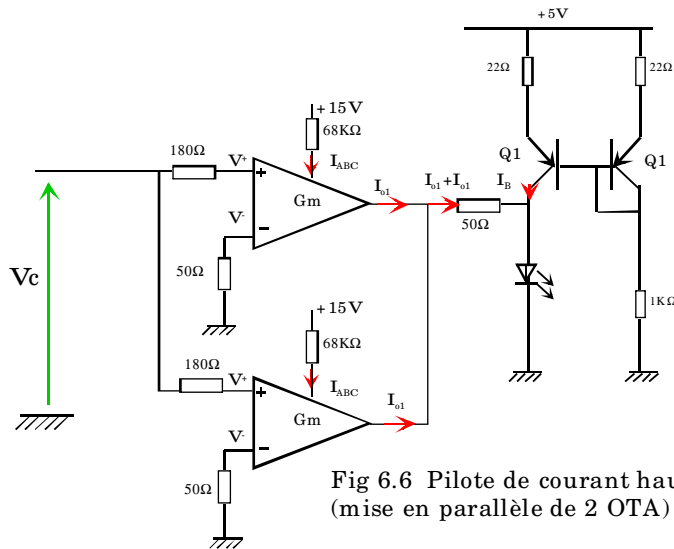 +5V
22Ω
22Ω
+15V
68KΩ
180Ω
Q1
Q1
V+
I_ABC
I_o1
I_o1+I_o1
I_B
+
Gm
V-
−
50Ω
50Ω
Vc
+15V
68KΩ
1KΩ
180Ω
V+
I_ABC
+
Gm
I_o1
V-
−
50Ω
Fig 6.6 Pilote de courant hau
(mise en parallèle de 2 OTA)